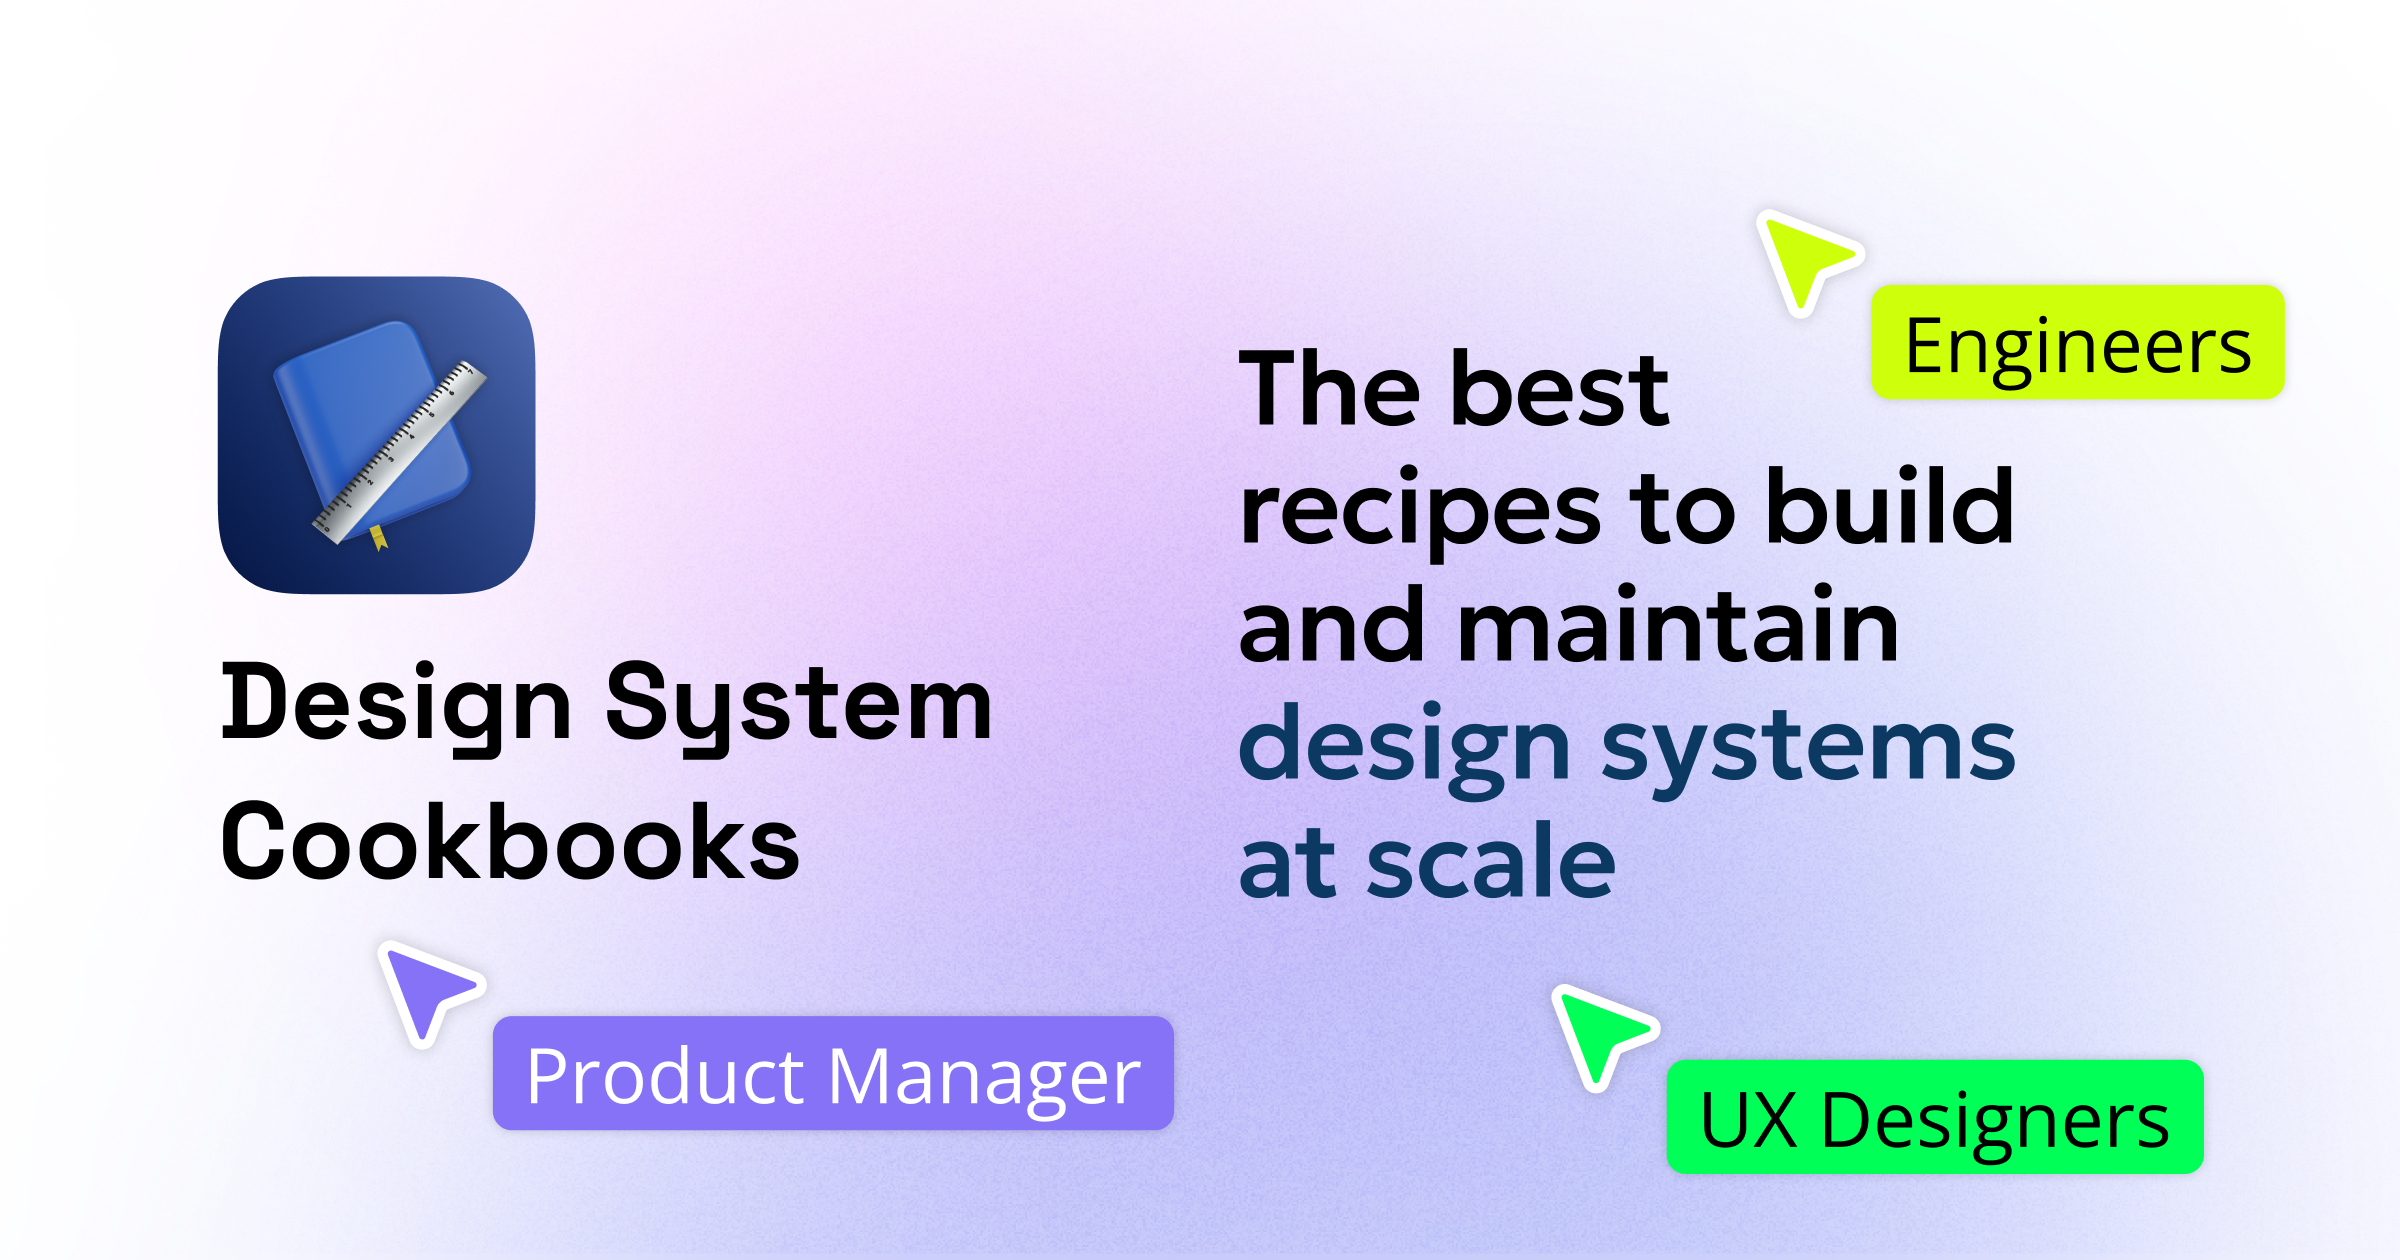 Design System
Cookbooks
Product Manager
The best
recipes to build
and maintain
design systems
at scale
Engineers
UX Designers